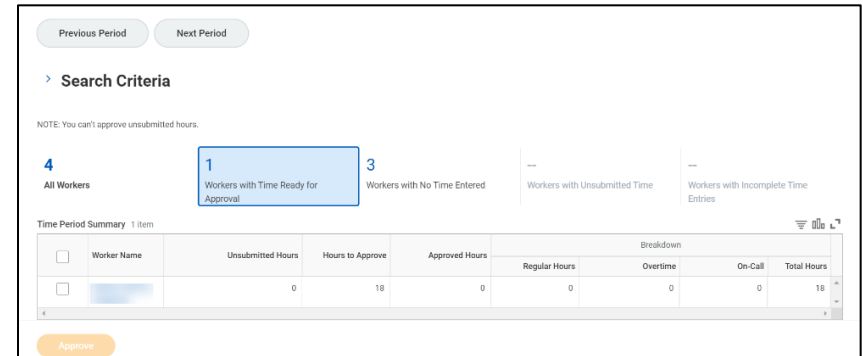 Previous Period Next Period
Search Criteria
NOTE: You can't approve unsubmitted hours.
4 1 3 -- --
All Workers Workers with Time Ready for Approval Workers with No Time Entered Workers with Unsubmitted Time Workers with Incomplete Time Entries
Time Period Summary 1 item
Breakdown
Worker Name Unsubmitted Hours Hours to Approve Approved Hours Regular Hours Overtime On-Call Total Hours
0 18 0 0 0 0 18
Approve